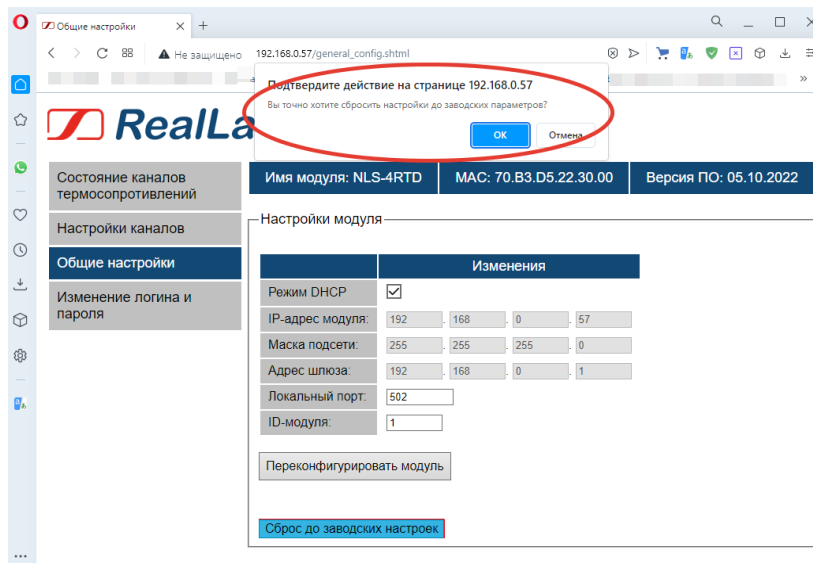 Общие настройки
Не защищено 192.168.0.57/general_config.shtml
Подтвердите действие на странице 192.168.0.57
Вы точно хотите сбросить настройки до заводских параметров?
ОК Отмена
RealLa
Состояние каналов
термосопротивлений
Настройки каналов
Общие настройки
Изменение логина и
пароля
Имя модуля: NLS-4RTD MAC: 70.B3.D5.22.30.00 Версия ПО: 05.10.2022
Настройки модуля
Изменения
Режим DHCP
IP-адрес модуля: 192 . 168 . 0 . 57
Маска подсети: 255 . 255 . 255 . 0
Адрес шлюза: 192 . 168 . 0 . 1
Локальный порт: 502
ID-модуля: 1
Переконфигурировать модуль
Сброс до заводских настроек